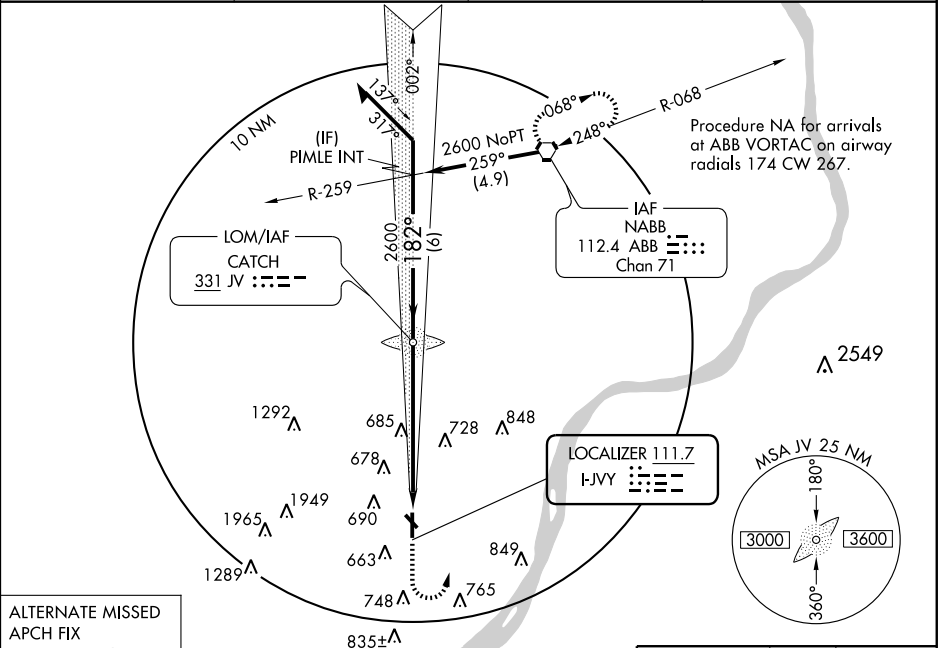 002°
137°
317°
10 NM
(IF)
PIMLE INT
2600 NoPT
259°
(4.9)
068°
248°
R-068
R-259
Procedure NA for arrivals
at ABB VORTAC on airway
radials 174 CW 267.
IAF
NABB
112.4 ABB
Chan 71
LOM/IAF
CATCH
331 JV
2600
182°
(6)
2549
1292
685
728
848
678
LOCALIZER 111.7
I-JVY
MSA JV 25 NM
180°
3000
3600
360°
1949
1965
690
663
849
1289
748
765
835±
ALTERNATE MISSED
APCH FIX